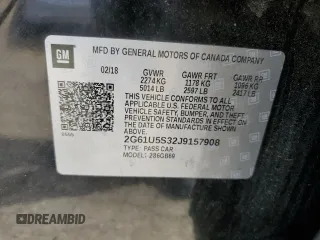 GM
MFD BY GENERAL MOTORS OF CANADA COMPANY
02/18 GVWR GAWR FRT GAWR RR
2274 KG 1178 KG 1096 KG
5014 LB 2597 LB 2417 LB
THIS VEHICLE CONFORMS TO ALL APPLICABLE
U.S. FEDERAL MOTOR
VEHICLE SAFETY, BUMPER, AND THEFT
PREVENTION STANDARDS IN EFFECT ON THE
DATE OF MANUFACTURE SHOWN ABOVE.
2G61U5S32J9157908
TYPE: PASS CAR
MODEL: 2S6GB69
DREAMBID